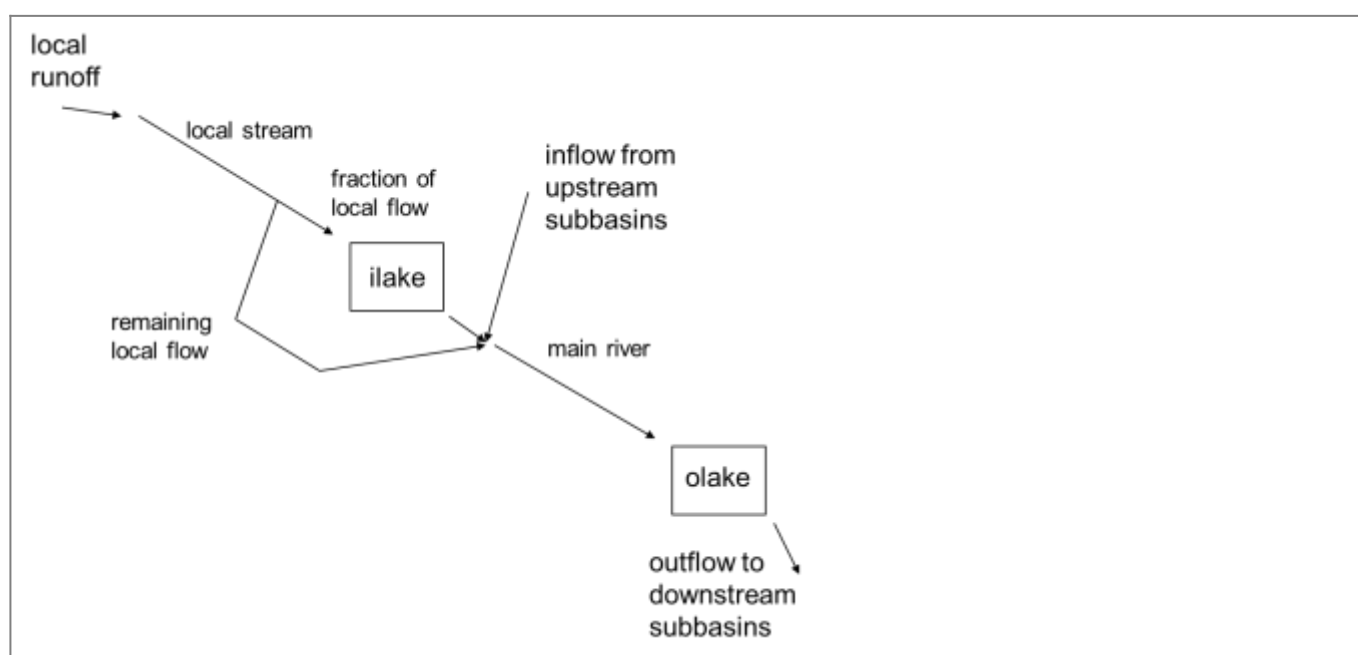 local
runoff
local stream
fraction of
local flow
inflow from
upstream
subbasins
ilake
remaining
local flow
main river
olake
outflow to
downstream
subbasins